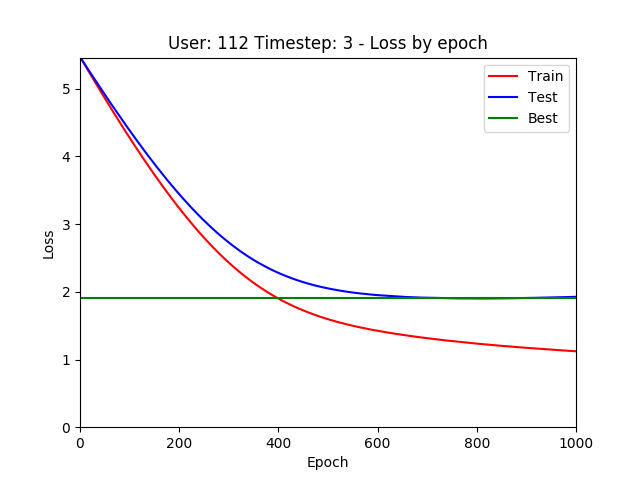 User: 112 Timestep: 3 - Loss by epoch
Train
Test
Best
5
4
3
2
1
0
Loss
0 200 400 600 800 1000
Epoch